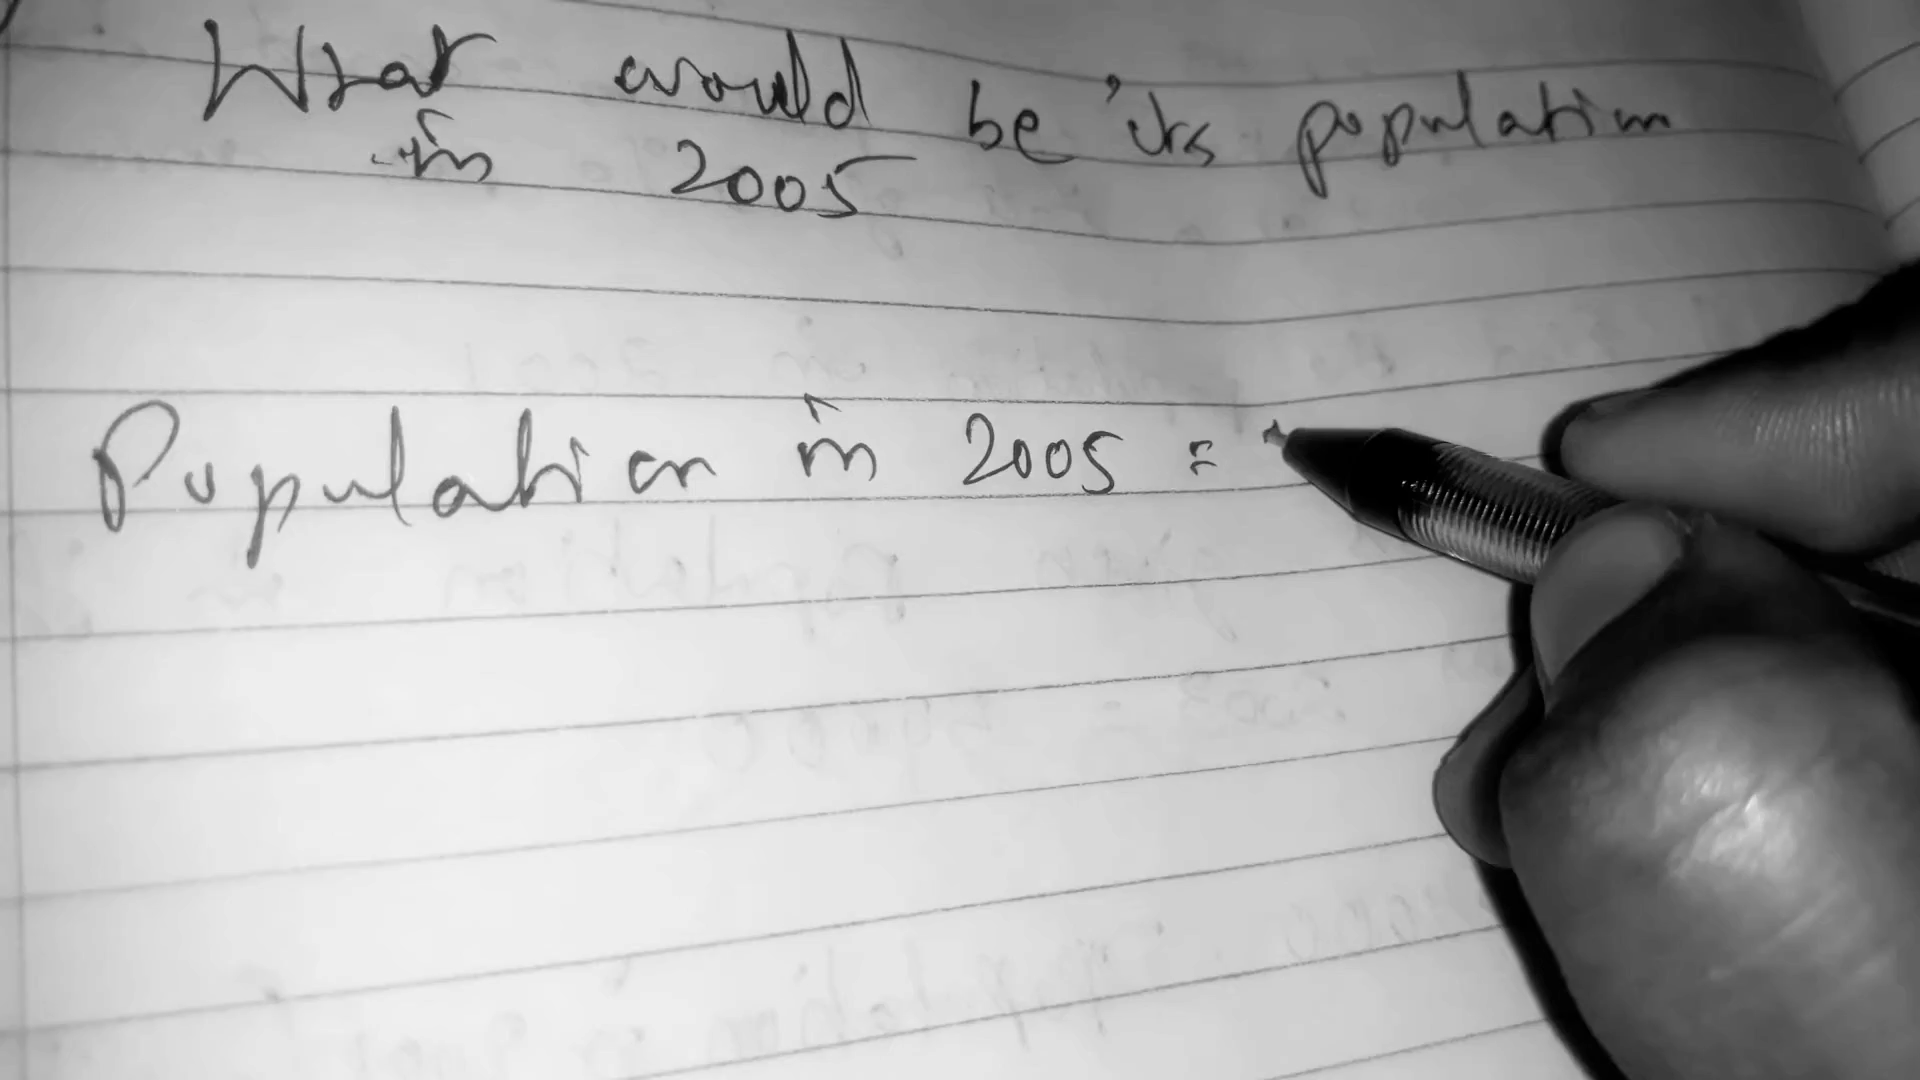 What would be its population
in 2005
Population in 2005 =